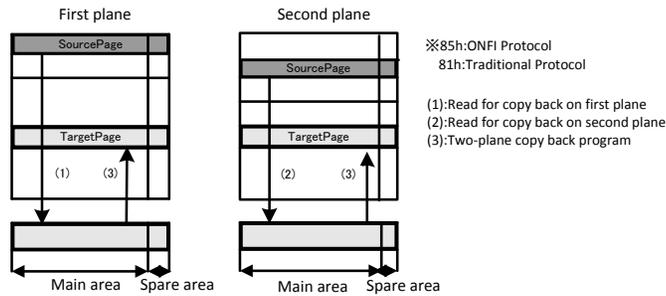 First plane
Second plane
SourcePage
SourcePage
TargetPage
TargetPage
(1)
(3)
(2)
(3)
Main area
Spare area
Main area
Spare area
※85h:ONFI Protocol
81h:Traditional Protocol
(1):Read for copy back on first plane
(2):Read for copy back on second plane
(3):Two-plane copy back program